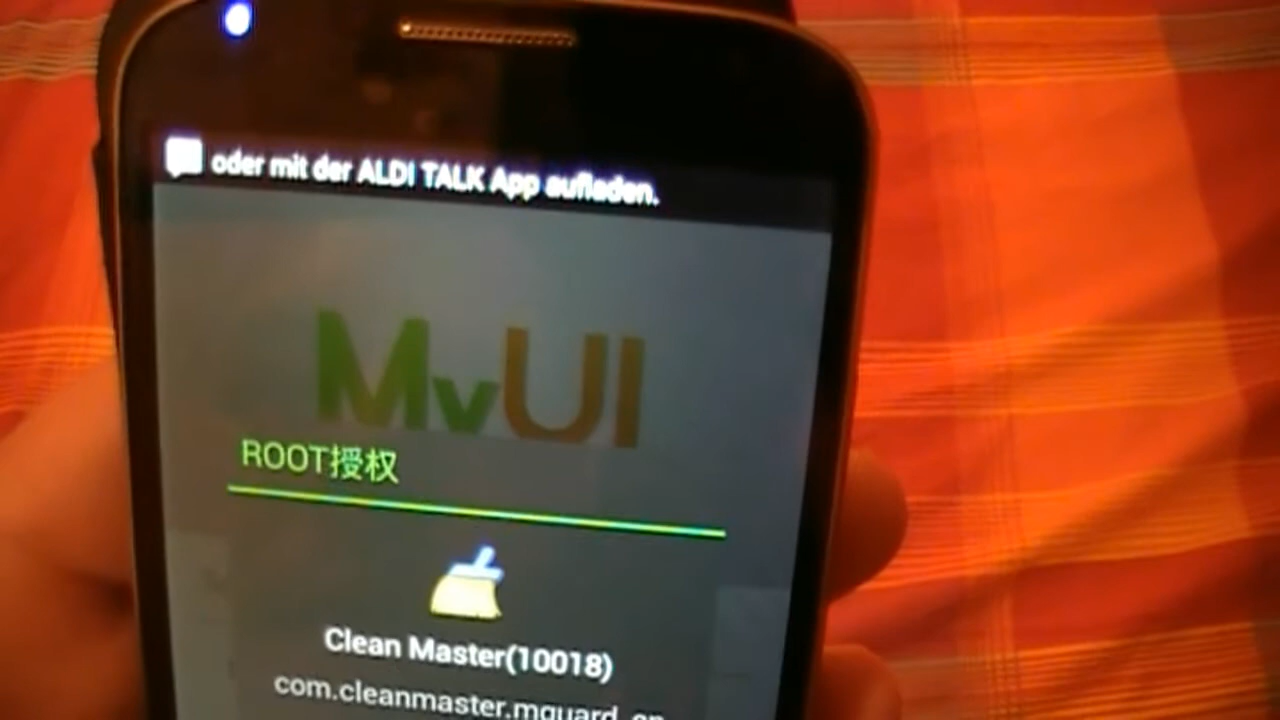 oder mit der ALDI TALK App aufladen.
MvUI
ROOT授权
Clean Master(10018)
com.cleanmaster.mguard_cn